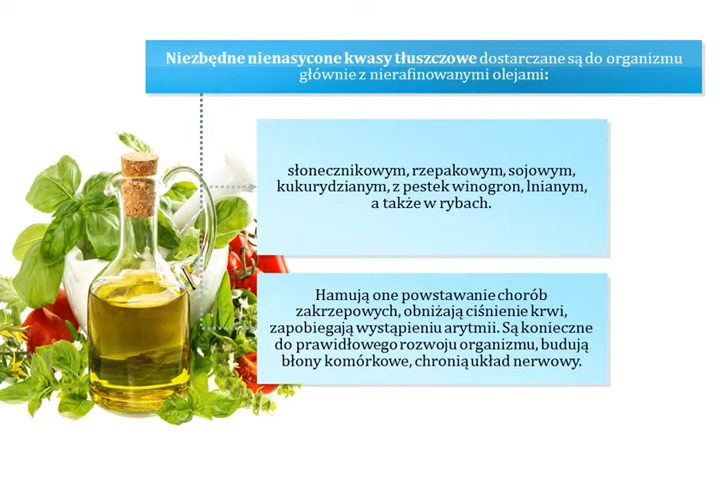 Niezbędne nienasycone kwasy tłuszczowe dostarczane są do organizmu
głównie z nierafinowanymi olejami:
słonecznikowym, rzepakowym, sojowym,
kukurydzianym, z pestek winogron, lnianym,
a także w rybach.
Hamują one powstawanie chorób
zakrzepowych, obniżają ciśnienie krwi,
zapobiegają wystąpieniu arytmii. Są konieczne
do prawidłowego rozwoju organizmu, budują
błony komórkowe, chronią układ nerwowy.